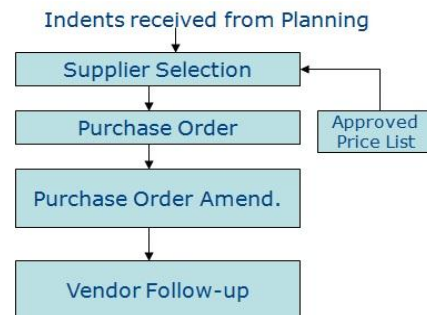 Indents received from Planning
Supplier Selection
Purchase Order
Approved
Price List
Purchase Order Amend.
Vendor Follow-up